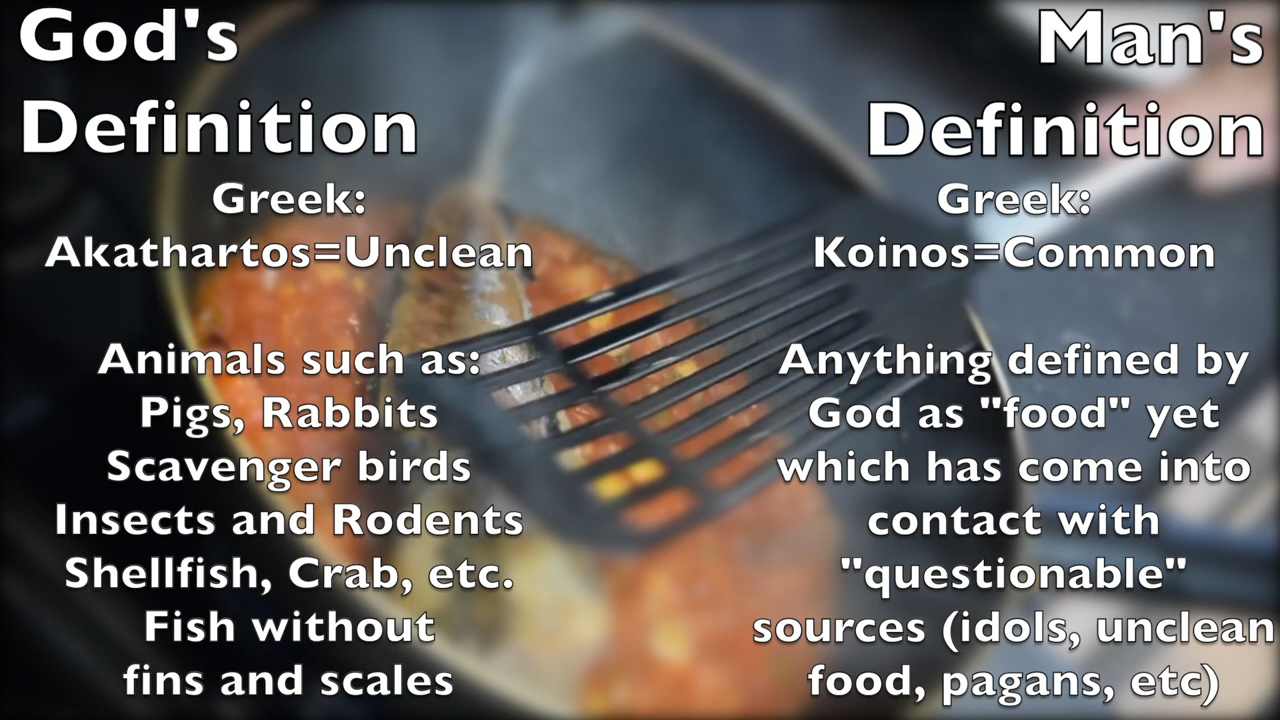 God's
Definition
Greek:
Akathartos=Unclean
Animals such as:
Pigs, Rabbits
Scavenger birds
Insects and Rodents
Shellfish, Crab, etc.
Fish without
fins and scales
Man's
Definition
Greek:
Koinos=Common
Anything defined by
God as "food" yet
which has come into
contact with
"questionable"
sources (idols, unclean
food, pagans, etc)